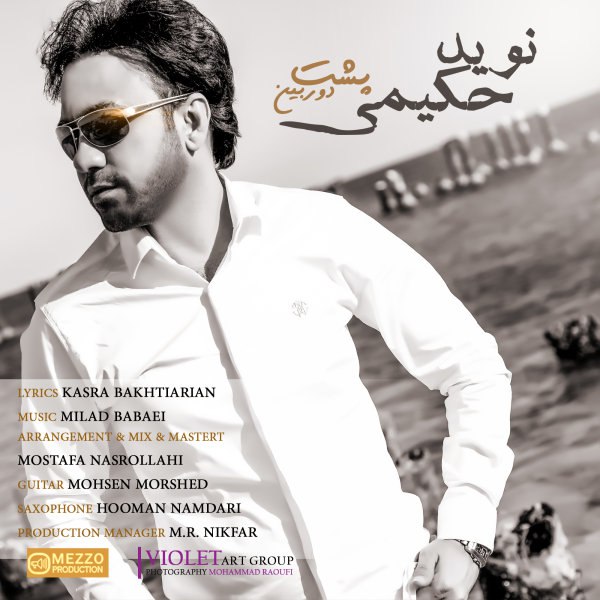 نوید
حکیمی
پشت
دوربین
LYRICS KASRA BAKHTIARIAN
MUSIC MILAD BABAEI
ARRANGEMENT & MIX & MASTERT
MOSTAFA NASROLLAHI
GUITAR MOHSEN MORSHED
SAXOPHONE HOOMAN NAMDARI
PRODUCTION MANAGER M.R. NIKFAR
MEZZO
PRODUCTION
VIOLET ART GROUP
PHOTOGRAPHY MOHAMMAD RAOUFI